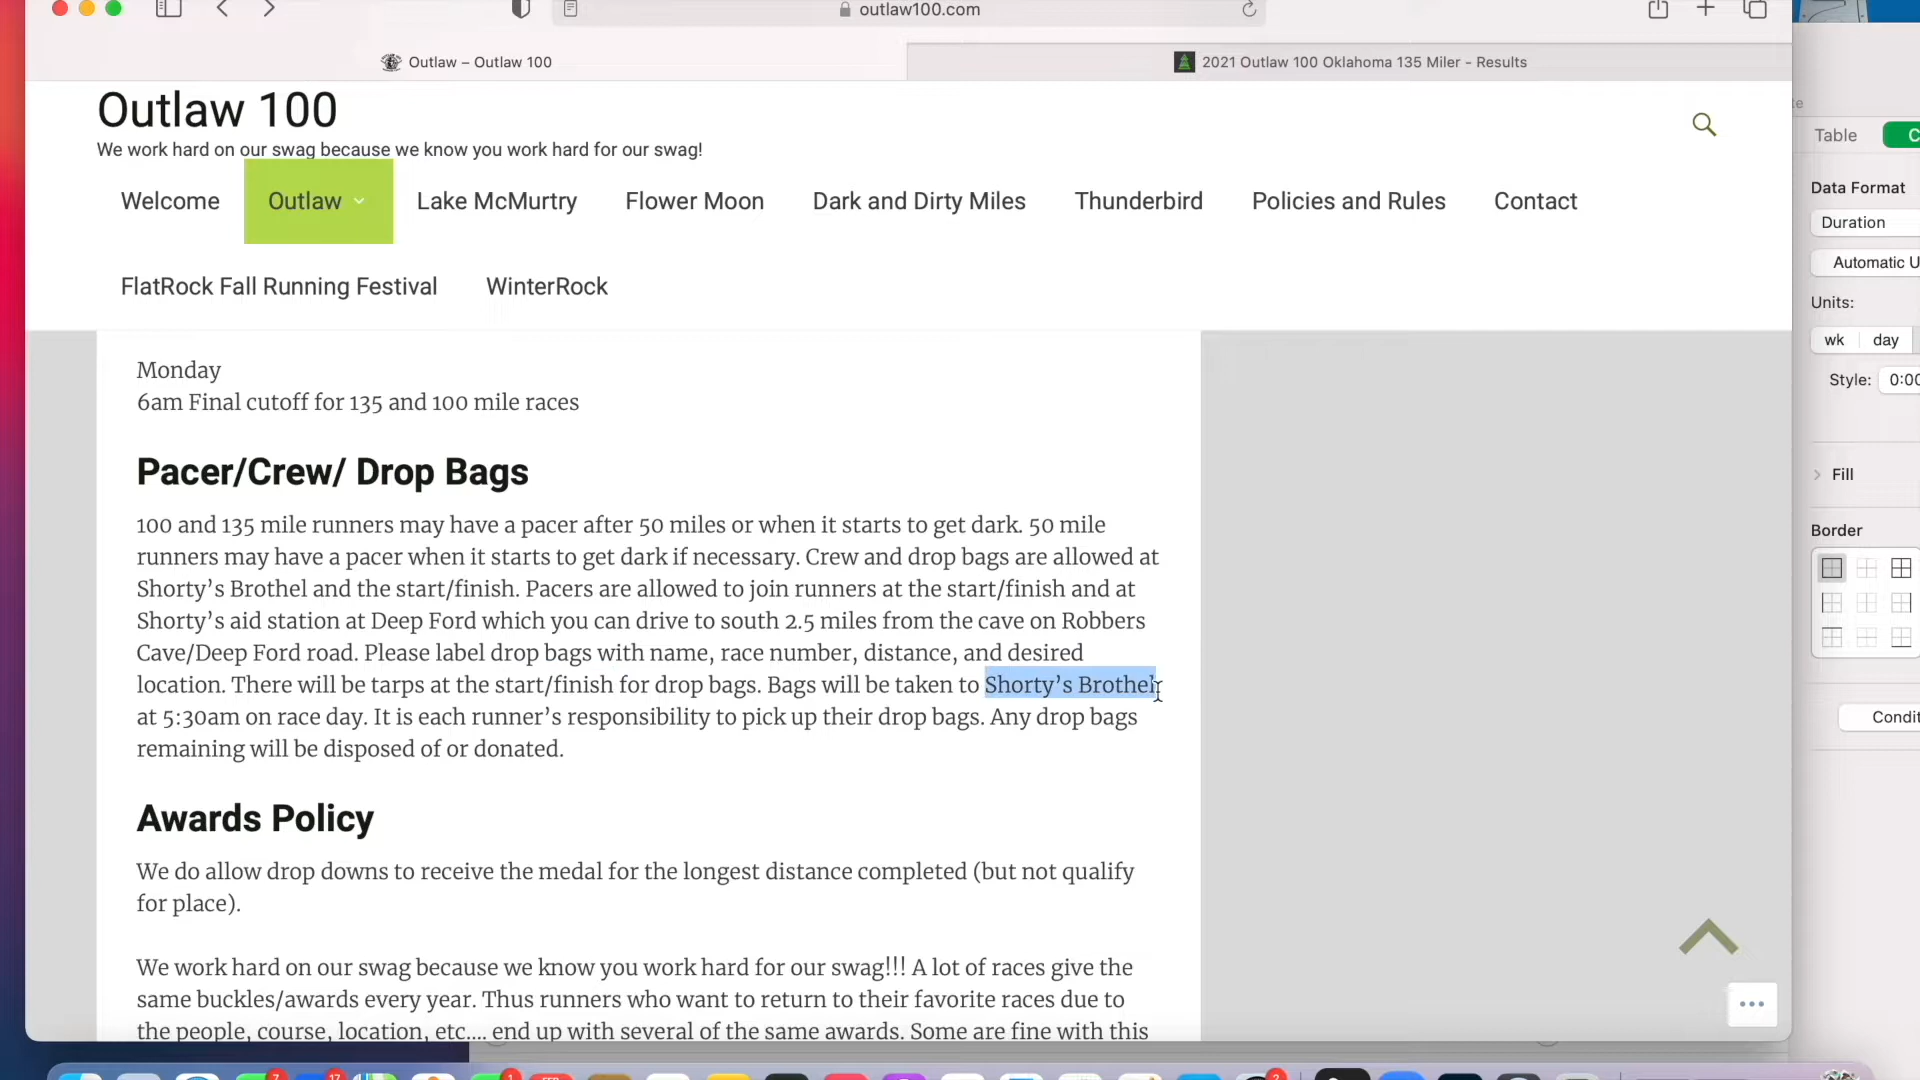 outlaw100.com
Outlaw – Outlaw 100
2021 Outlaw 100 Oklahoma 135 Miler - Results
Outlaw 100
We work hard on our swag because we know you work hard for our swag!
Welcome
Outlaw
Lake McMurtry
Flower Moon
Dark and Dirty Miles
Thunderbird
Policies and Rules
Contact
FlatRock Fall Running Festival
WinterRock
Monday
6am Final cutoff for 135 and 100 mile races
Pacer/Crew/ Drop Bags
100 and 135 mile runners may have a pacer after 50 miles or when it starts to get dark. 50 mile
runners may have a pacer when it starts to get dark if necessary. Crew and drop bags are allowed at
Shorty’s Brothel and the start/finish. Pacers are allowed to join runners at the start/finish and at
Shorty’s aid station at Deep Ford which you can drive to south 2.5 miles from the cave on Robbers
Cave/Deep Ford road. Please label drop bags with name, race number, distance, and desired
location. There will be tarps at the start/finish for drop bags. Bags will be taken to Shorty’s Brothel
at 5:30am on race day. It is each runner’s responsibility to pick up their drop bags. Any drop bags
remaining will be disposed of or donated.
Awards Policy
We do allow drop downs to receive the medal for the longest distance completed (but not qualify
for place).
We work hard on our swag because we know you work hard for our swag!!! A lot of races give the
same buckles/awards every year. Thus runners who want to return to their favorite races due to
the people, course, location, etc.... end up with several of the same awards. Some are fine with this
Table
C
Data Format
Duration
Automatic U
Units:
wk
day
Style:
0:00
Fill
Border
Condit
7
17
1
2